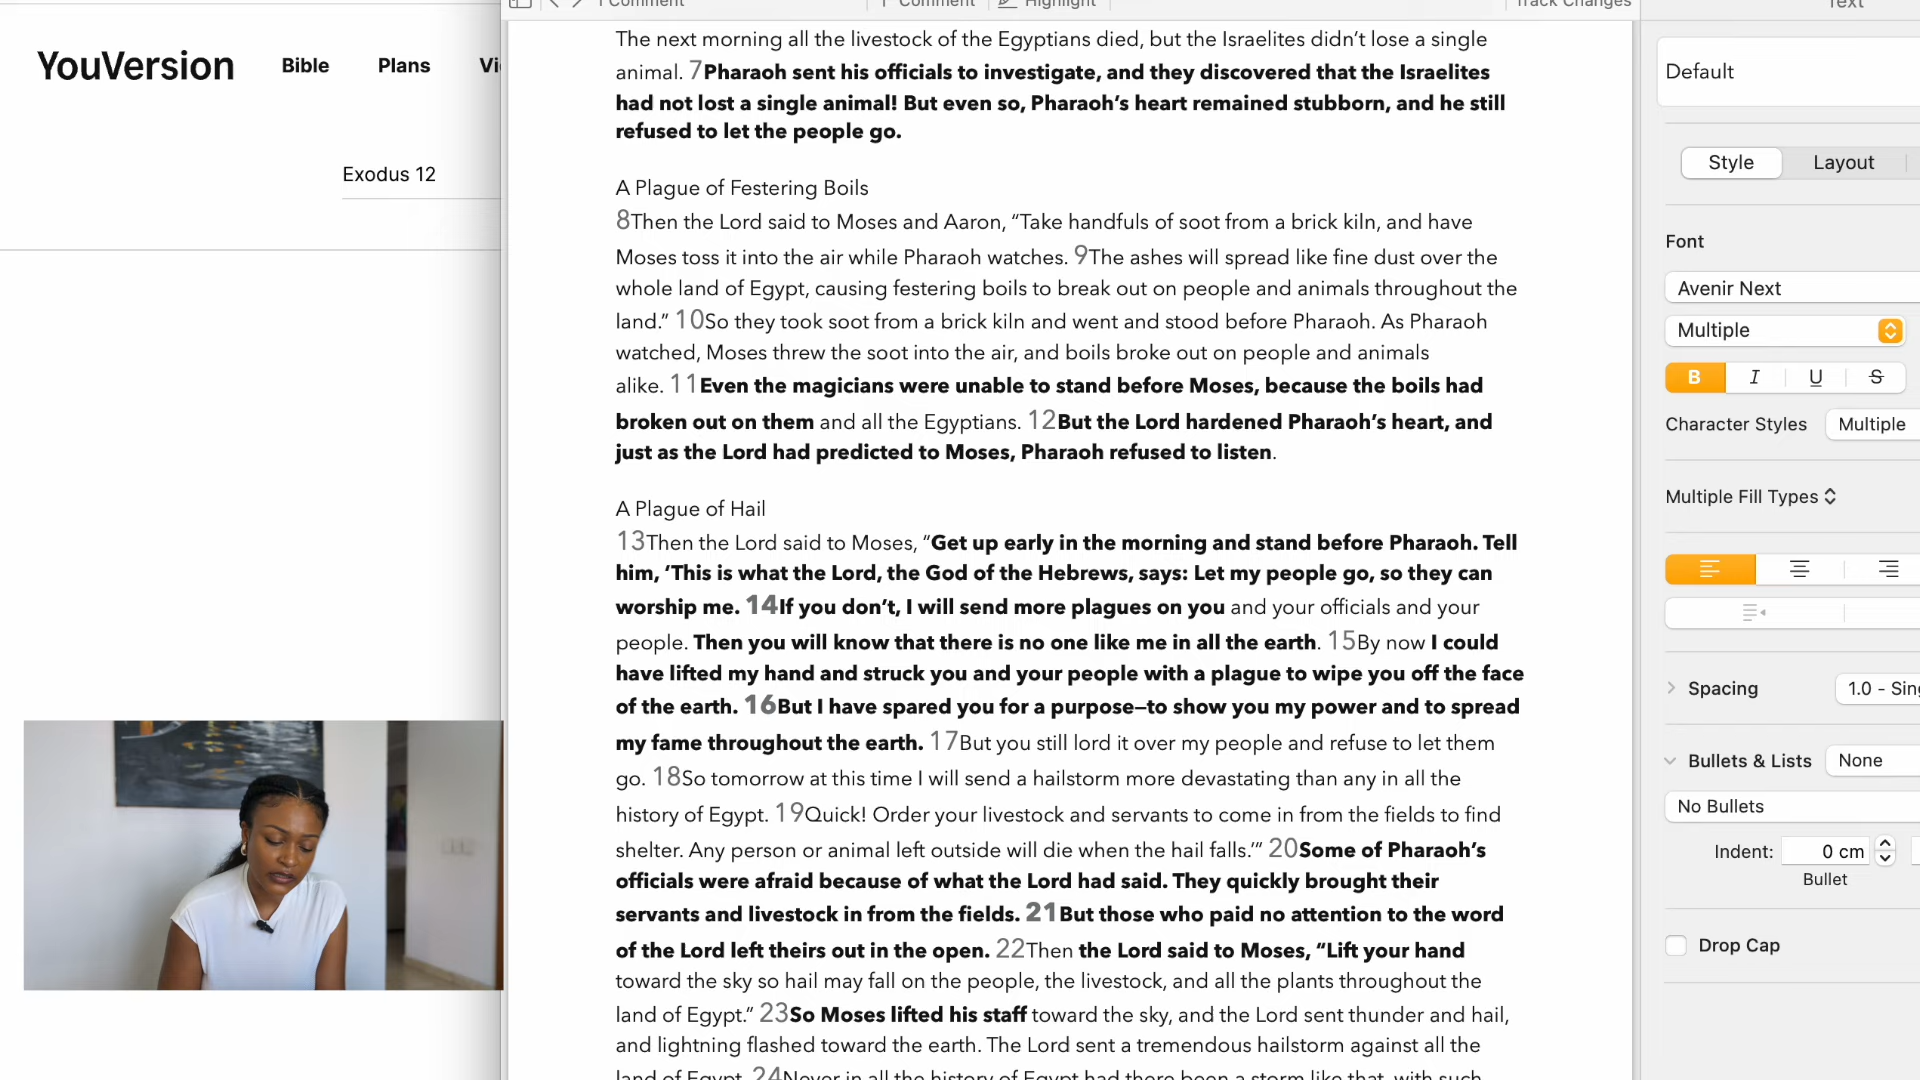 1 Comment
Comment
Highlight
Track Changes
Text
YouVersion
Bible
Plans
Exodus 12
The next morning all the livestock of the Egyptians died, but the Israelites didn’t lose a single
animal. 7Pharaoh sent his officials to investigate, and they discovered that the Israelites
had not lost a single animal! But even so, Pharaoh’s heart remained stubborn, and he still
refused to let the people go.
A Plague of Festering Boils
8Then the Lord said to Moses and Aaron, “Take handfuls of soot from a brick kiln, and have
Moses toss it into the air while Pharaoh watches. 9The ashes will spread like fine dust over the
whole land of Egypt, causing festering boils to break out on people and animals throughout the
land.” 10So they took soot from a brick kiln and went and stood before Pharaoh. As Pharaoh
watched, Moses threw the soot into the air, and boils broke out on people and animals
alike. 11Even the magicians were unable to stand before Moses, because the boils had
broken out on them and all the Egyptians. 12But the Lord hardened Pharaoh’s heart, and
just as the Lord had predicted to Moses, Pharaoh refused to listen.
A Plague of Hail
13Then the Lord said to Moses, “Get up early in the morning and stand before Pharaoh. Tell
him, ‘This is what the Lord, the God of the Hebrews, says: Let my people go, so they can
worship me. 14If you don’t, I will send more plagues on you and your officials and your
people. Then you will know that there is no one like me in all the earth. 15By now I could
have lifted my hand and struck you and your people with a plague to wipe you off the face
of the earth. 16But I have spared you for a purpose—to show you my power and to spread
my fame throughout the earth. 17But you still lord it over my people and refuse to let them
go. 18So tomorrow at this time I will send a hailstorm more devastating than any in all the
history of Egypt. 19Quick! Order your livestock and servants to come in from the fields to find
shelter. Any person or animal left outside will die when the hail falls.’” 20Some of Pharaoh’s
officials were afraid because of what the Lord had said. They quickly brought their
servants and livestock in from the fields. 21But those who paid no attention to the word
of the Lord left theirs out in the open. 22Then the Lord said to Moses, “Lift your hand
toward the sky so hail may fall on the people, the livestock, and all the plants throughout the
land of Egypt.” 23So Moses lifted his staff toward the sky, and the Lord sent thunder and hail,
and lightning flashed toward the earth. The Lord sent a tremendous hailstorm against all the
land of Egypt. 24Never in all the history of Egypt had there been a storm like that, with such
Default
Style
Layout
Font
Avenir Next
Multiple
B I U S
Character Styles
Multiple
Multiple Fill Types
Spacing
1.0 -
Bullets & Lists
None
No Bullets
Indent:
0 cm
Bullet
Drop Cap